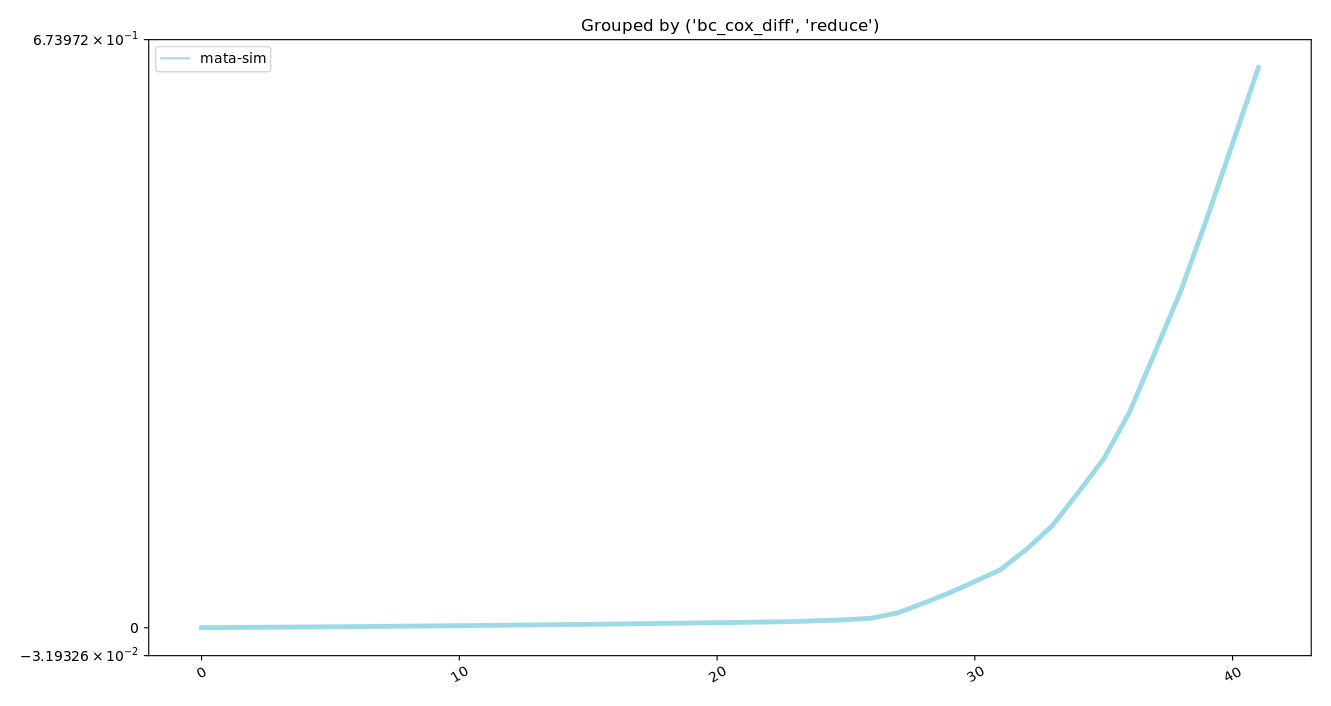 Grouped by ('bc_cox_diff', 'reduce')
6.73972 × 10⁻¹
mata-sim
0
−3.19326 × 10⁻²
0 10 20 30 40